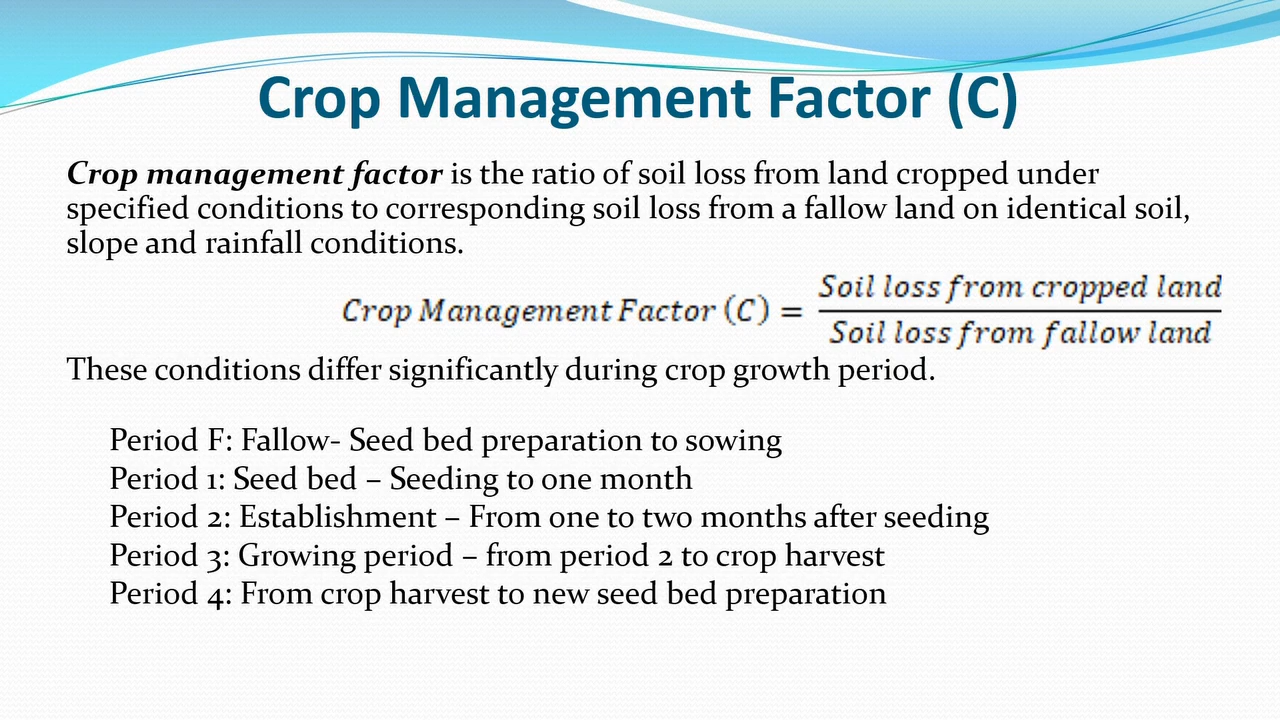 Crop Management Factor (C)
Crop management factor is the ratio of soil loss from land cropped under
specified conditions to corresponding soil loss from a fallow land on identical soil,
slope and rainfall conditions.
Crop Management Factor (C) = Soil loss from cropped land / Soil loss from fallow land
These conditions differ significantly during crop growth period.
Period F: Fallow- Seed bed preparation to sowing
Period 1: Seed bed – Seeding to one month
Period 2: Establishment – From one to two months after seeding
Period 3: Growing period – from period 2 to crop harvest
Period 4: From crop harvest to new seed bed preparation